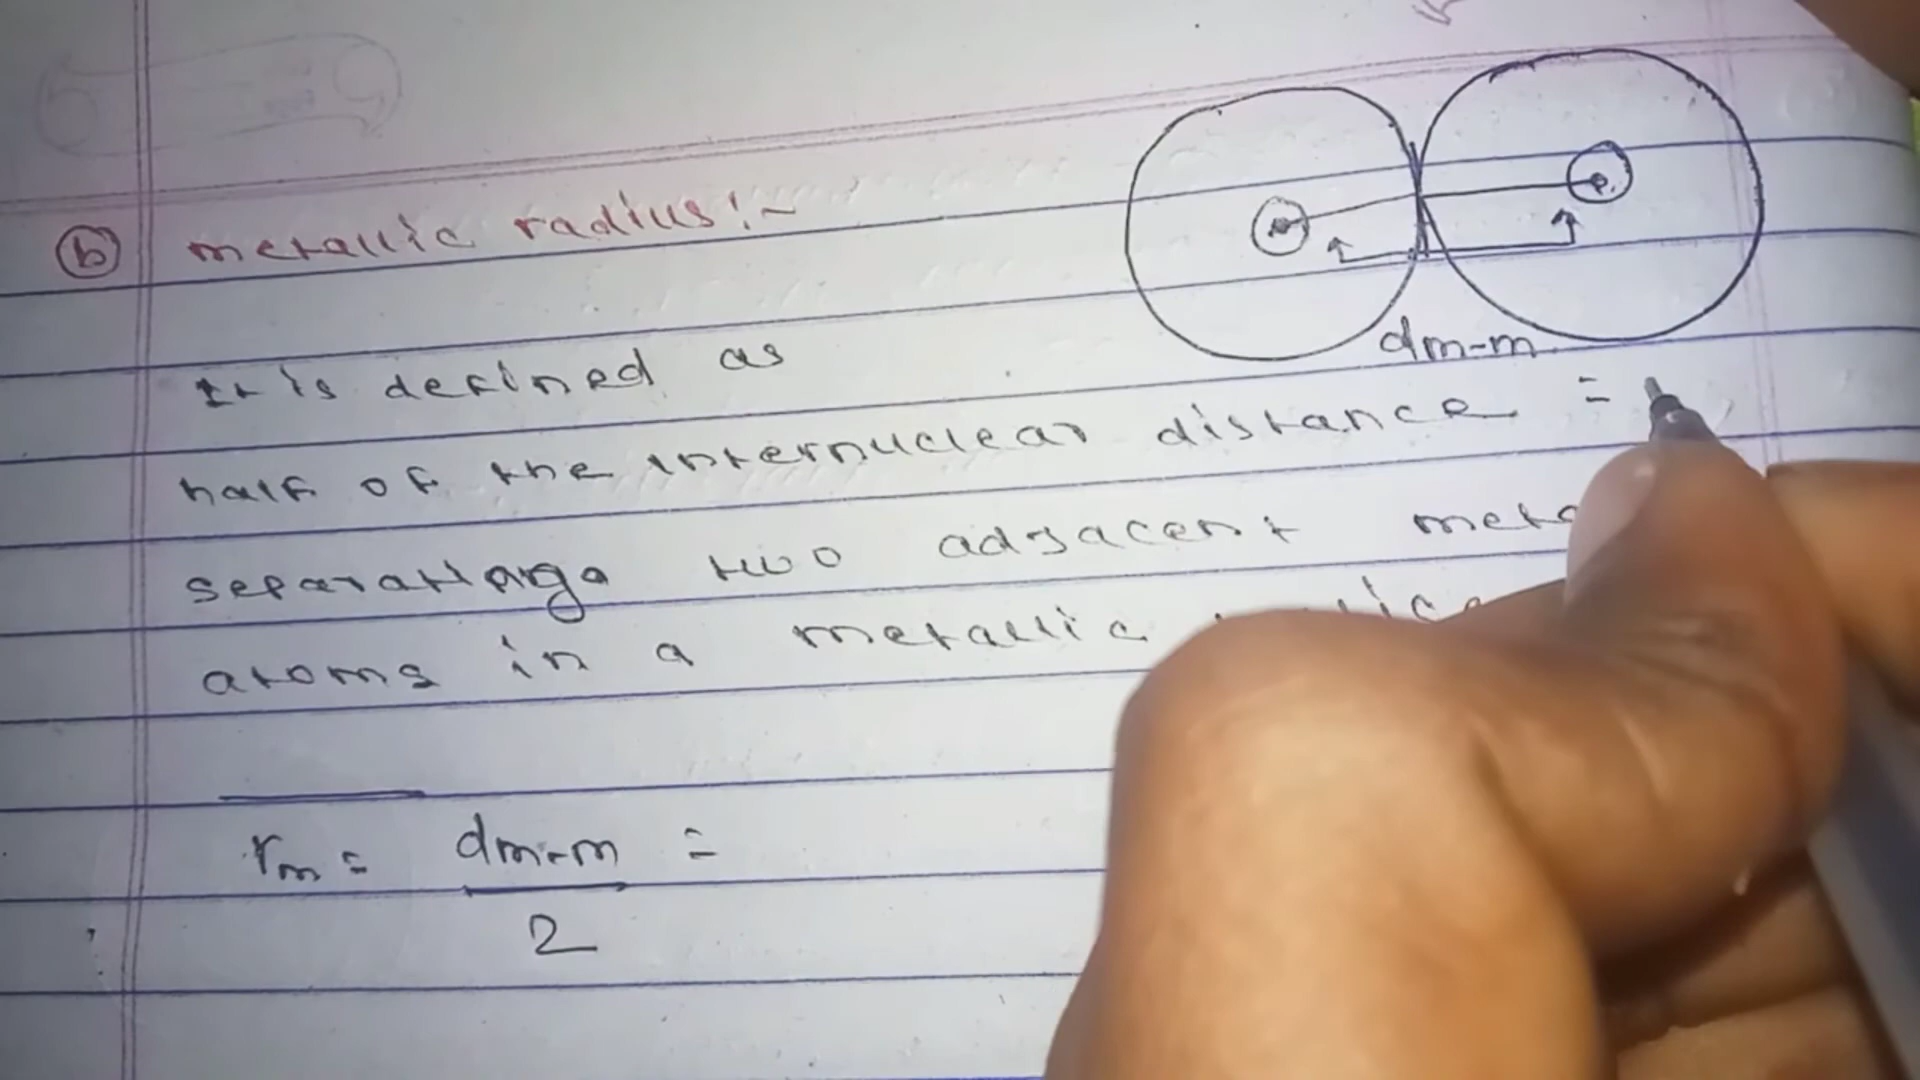 (b) metallic radius:-
dm-m
It is defined as
half of the internuclear distance =
separating two adjacent
atoms in a metallic
rm = dm-m =
2